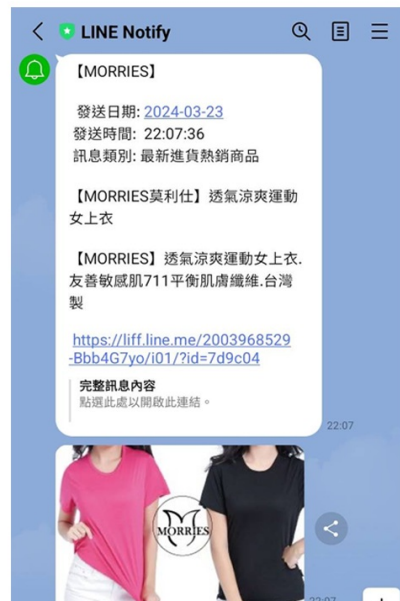 LINE Notify
【MORRIES】
發送日期: 2024-03-23
發送時間: 22:07:36
訊息類別: 最新進貨熱銷商品
【MORRIES莫利仕】透氣涼爽運動
女上衣
【MORRIES】透氣涼爽運動女上衣.
友善敏感肌711平衡肌膚纖維.台灣
製
https://liff.line.me/2003968529
-Bbb4G7yo/i01/?id=7d9c04
完整訊息內容
點選此處以開啟此連結。
22:07
MORRIES
22:07